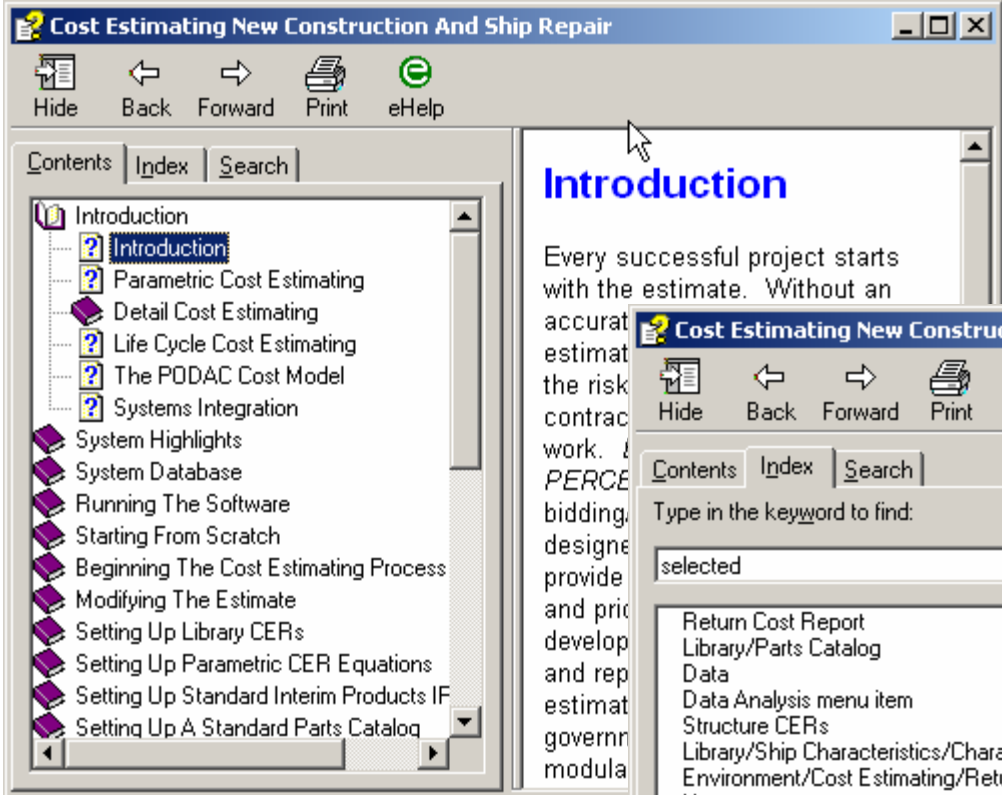 Cost Estimating New Construction And Ship Repair
Hide Back Forward Print eHelp
Contents Index Search
Introduction
Introduction
Parametric Cost Estimating
Detail Cost Estimating
Life Cycle Cost Estimating
The PODAC Cost Model
Systems Integration
System Highlights
System Database
Running The Software
Starting From Scratch
Beginning The Cost Estimating Process
Modifying The Estimate
Setting Up Library CERs
Setting Up Parametric CER Equations
Setting Up Standard Interim Products IF
Setting Up A Standard Parts Catalog
Introduction
Every successful project starts
with the estimate. Without an
accurat
estimat
the risk
contrac
work.
PERCE
bidding/
designe
provide
and pric
develop
and rep
estimat
governm
modula
Cost Estimating New Construc
Hide Back Forward Print
Contents Index Search
Type in the keyword to find:
selected
Return Cost Report
Library/Parts Catalog
Data
Data Analysis menu item
Structure CERs
Library/Ship Characteristics/Chara
Environment/Cost Estimating/Retu